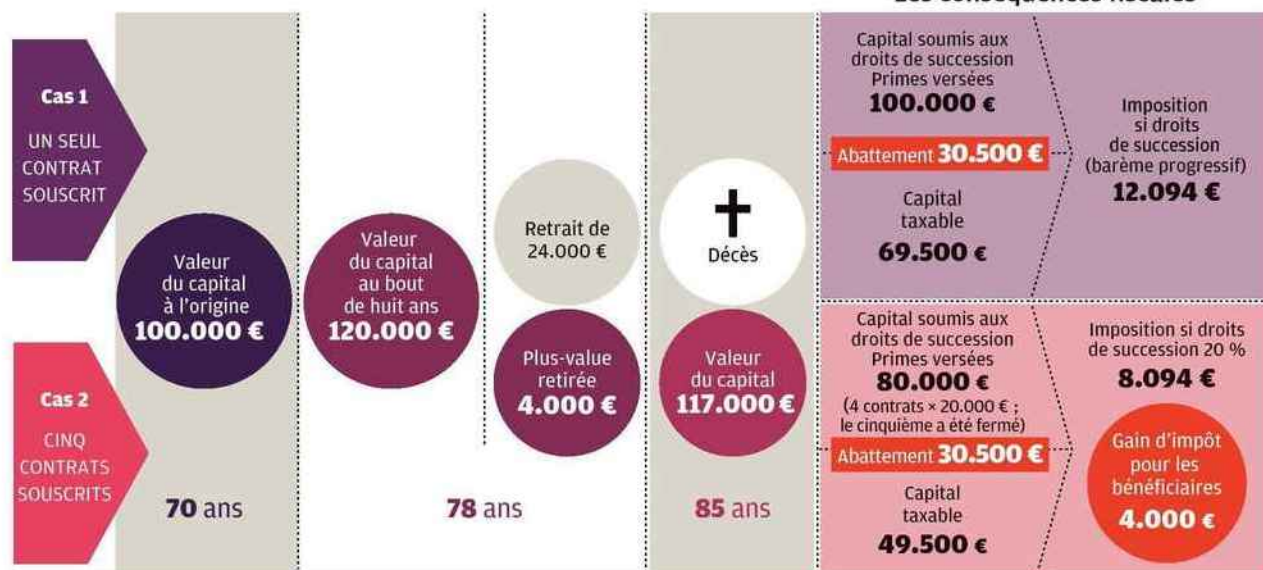 Cas 1
UN SEUL
CONTRAT
SOUSCRIT
Cas 2
CINQ
CONTRATS
SOUSCRITS
Valeur
du capital
à l'origine
100.000 €
70 ans
Valeur
du capital
au bout
de huit ans
120.000 €
78 ans
Retrait de
24.000 €
Plus-value
retirée
4.000 €
Décès
Valeur
du capital
117.000 €
85 ans
Les conséquences fiscales
Capital soumis aux
droits de succession
Primes versées
100.000 €
Abattement 30.500 €
Capital
taxable
69.500 €
Imposition
si droits
de succession
(barème progressif)
12.094 €
Capital soumis aux
droits de succession
Primes versées
80.000 €
(4 contrats × 20.000 € ;
le cinquième a été fermé)
Abattement 30.500 €
Capital
taxable
49.500 €
Imposition si droits
de succession 20 %
8.094 €
Gain d'impôt
pour les
bénéficiaires
4.000 €